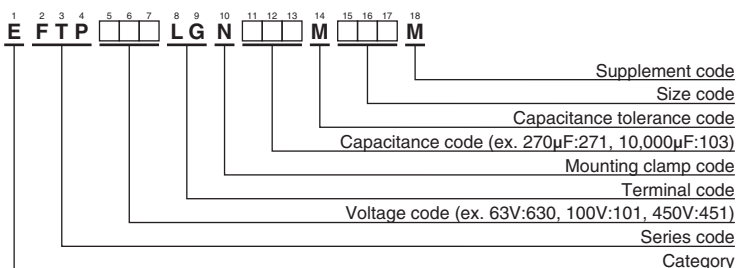 1 2 3 4 5 6 7 8 9 10 11 12 13 14 15 16 17 18
E FTP □□□ LG N □□□ M □□□ M
Supplement code
Size code
Capacitance tolerance code
Capacitance code (ex. 270μF:271, 10,000μF:103)
Mounting clamp code
Terminal code
Voltage code (ex. 63V:630, 100V:101, 450V:451)
Series code
Category